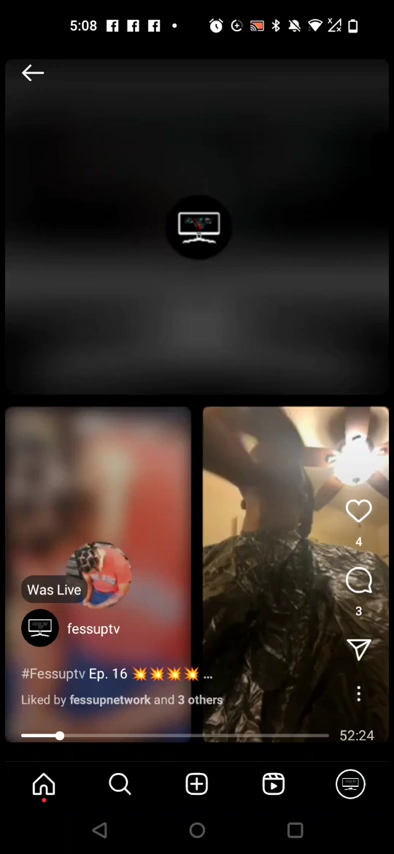 5:08
Was Live
fessuptv
#Fessuptv Ep. 16 💥💥💥💥 ...
Liked by fessupnetwork and 3 others
4
3
52:24